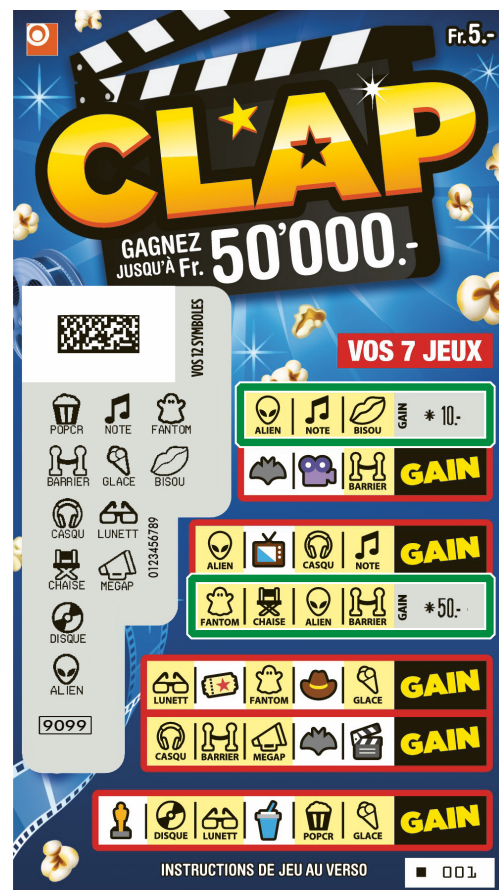 Fr.5.-
CLAP
GAGNEZ
JUSQU'À Fr. 50'000.-
VOS 12 SYMBOLES
POPCR NOTE FANTOM
BARRIER GLACE BISOU
CASQU LUNETT
CHAISE MEGAP
0123456789
DISQUE
ALIEN
9099
VOS 7 JEUX
ALIEN NOTE BISOU GAIN *10.-
BARRIER GAIN
ALIEN CASQU NOTE GAIN
FANTOM CHAISE ALIEN BARRIER GAIN *50.-
LUNETT FANTOM GLACE GAIN
CASQU BARRIER MEGAP GAIN
DISQUE LUNETT POPCR GLACE GAIN
INSTRUCTIONS DE JEU AU VERSO
001